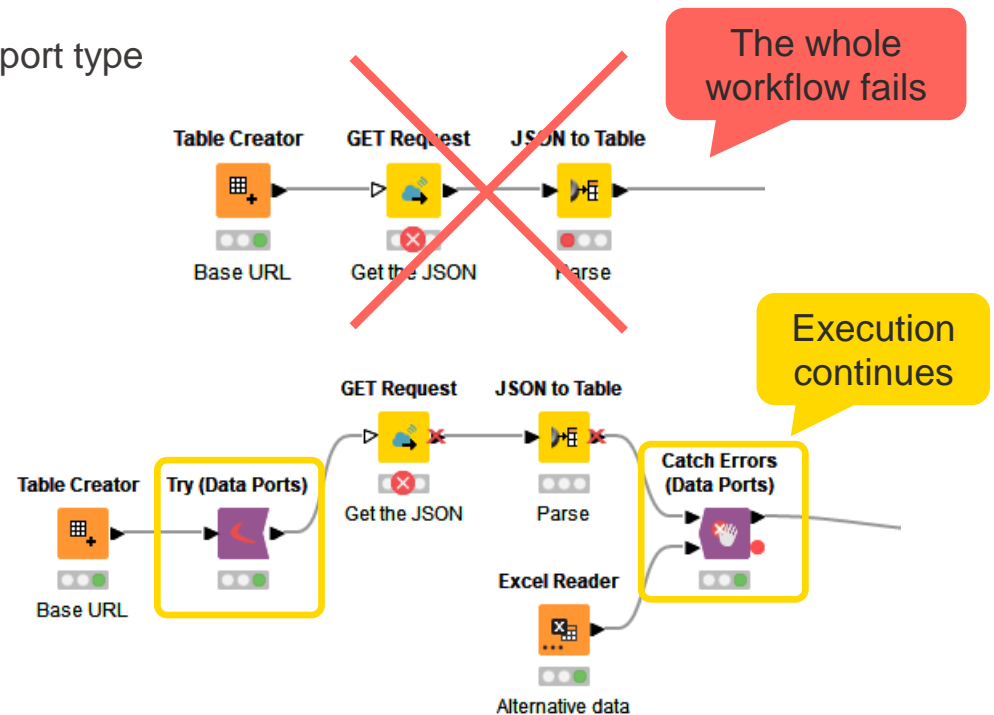 port type
The whole
workflow fails
Table Creator
GET Request
JSON to Table
Base URL
Get the JSON
Parse
Execution
continues
GET Request
JSON to Table
Table Creator
Try (Data Ports)
Catch Errors
(Data Ports)
Get the JSON
Parse
Base URL
Excel Reader
Alternative data